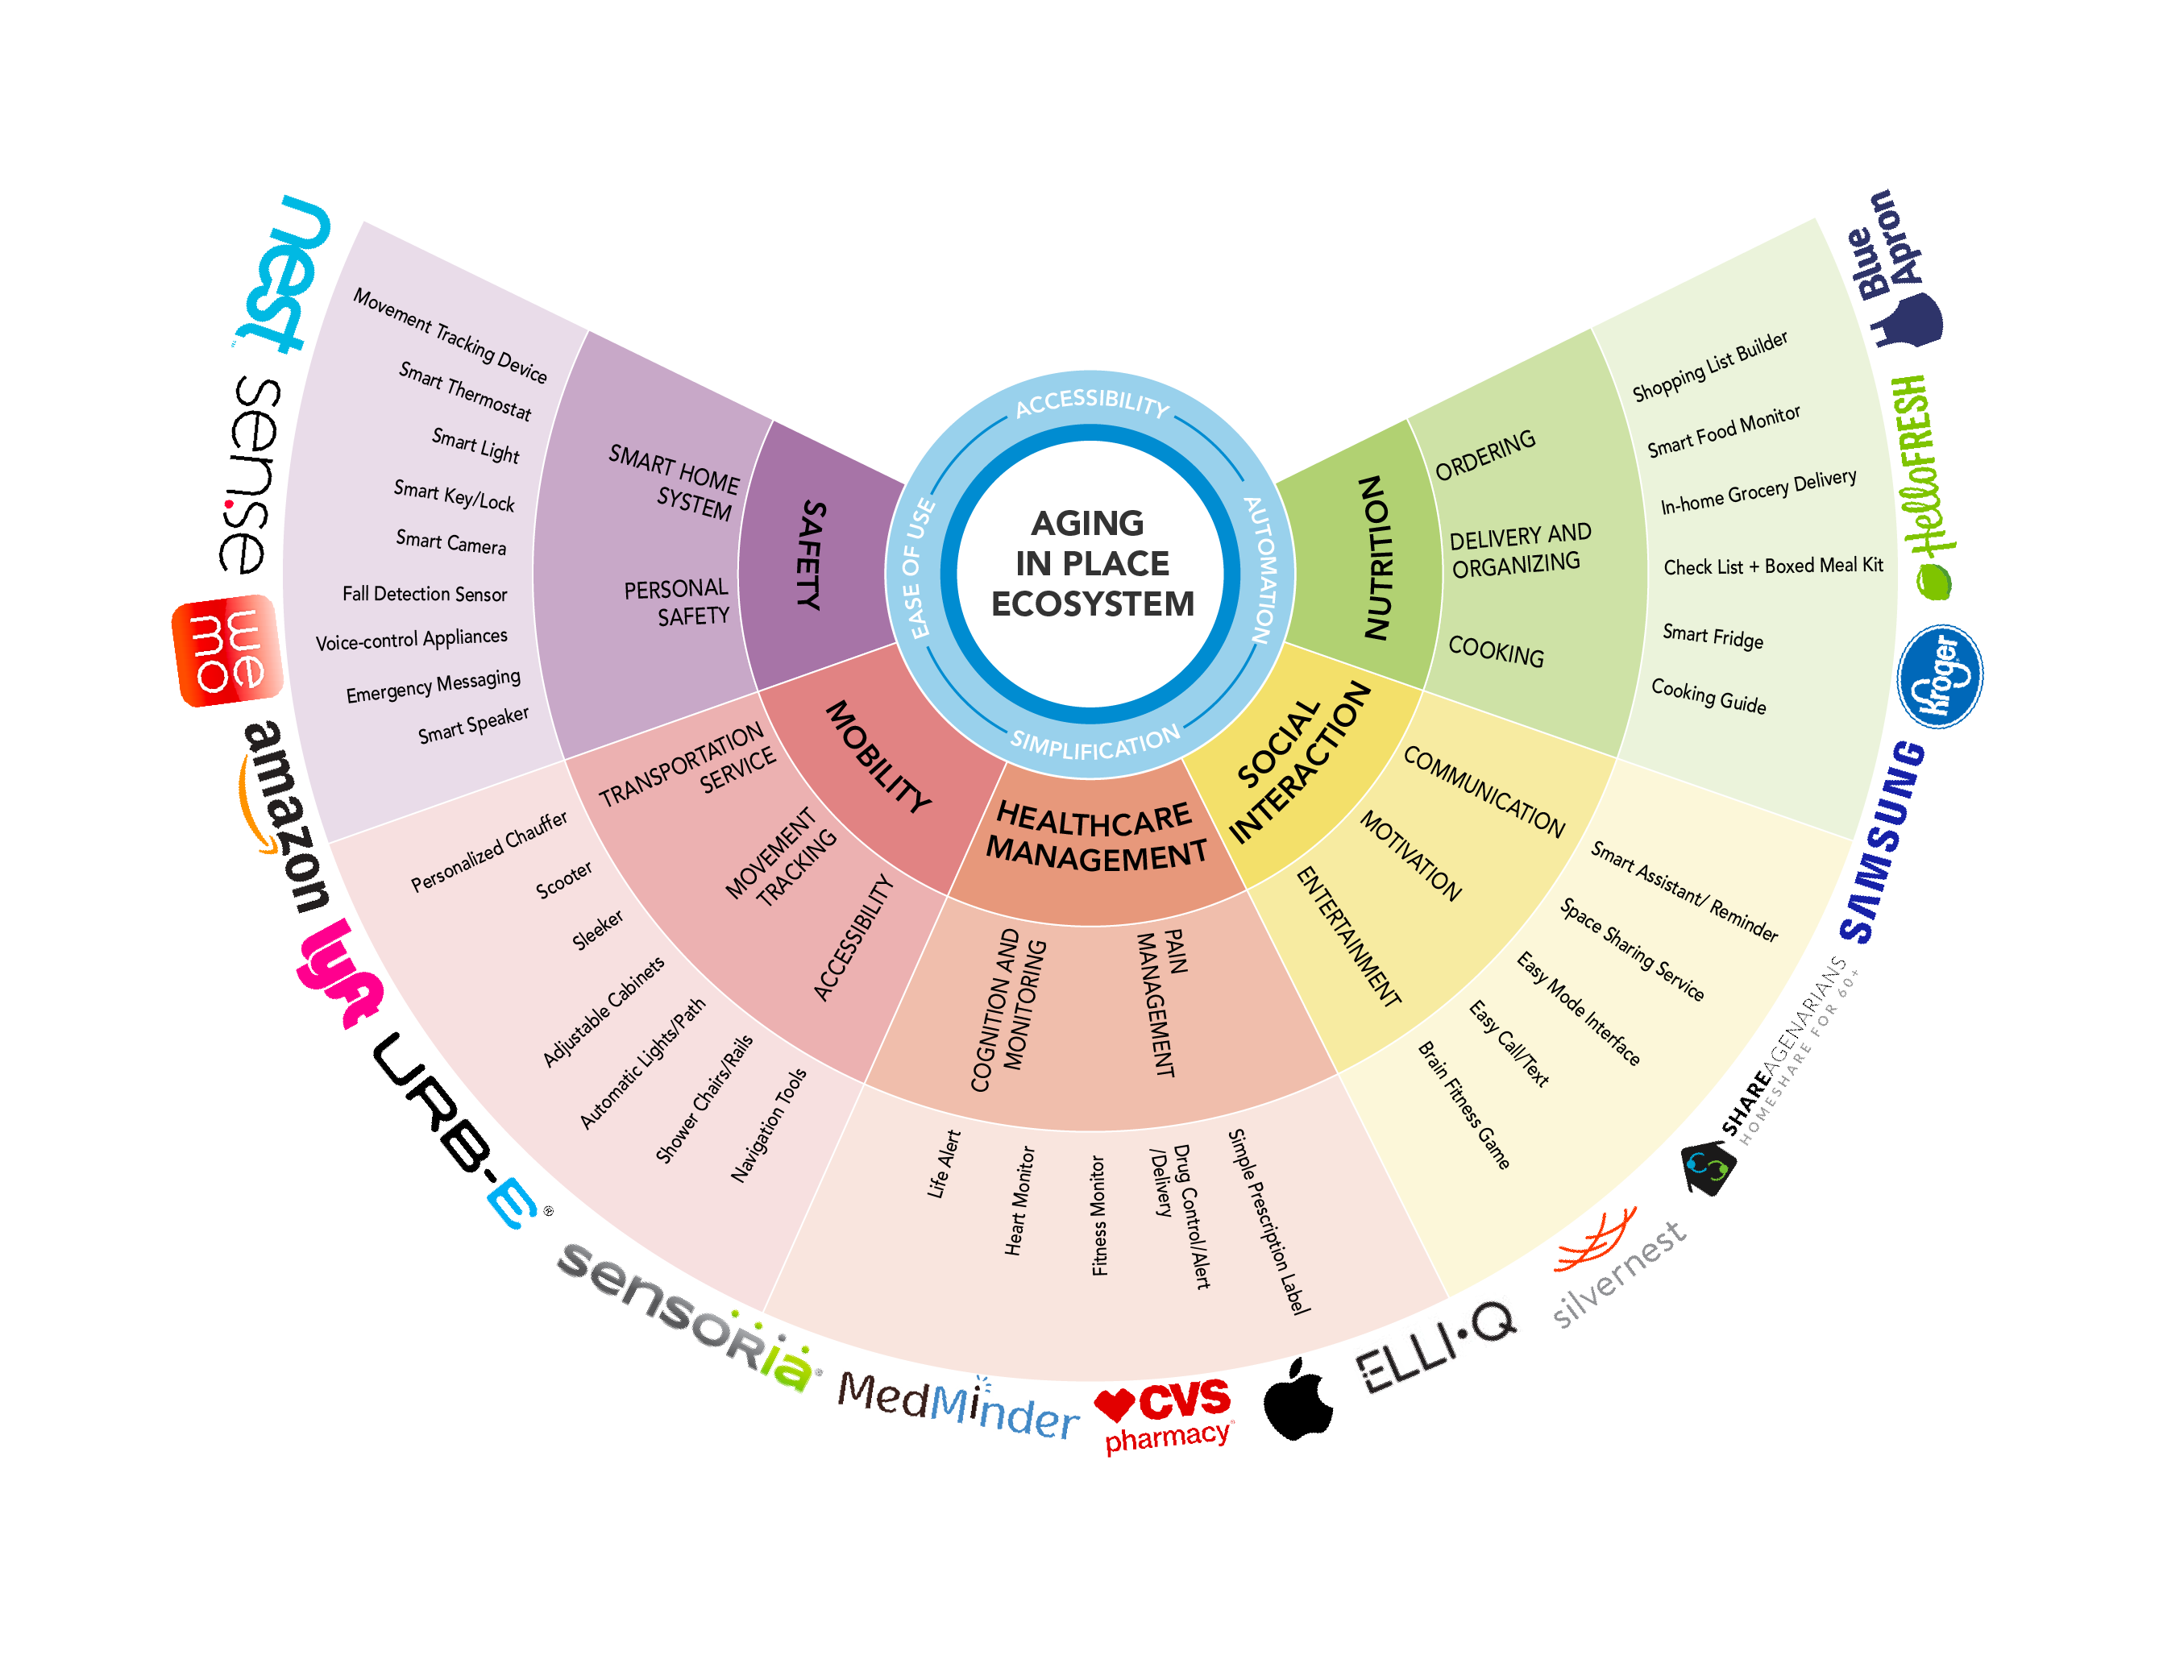 AGING
IN PLACE
ECOSYSTEM
ACCESSIBILITY
AUTOMATION
SIMPLIFICATION
EASE OF USE
SAFETY
SMART HOME
SYSTEM
PERSONAL
SAFETY
Movement Tracking Device
Smart Thermostat
Smart Light
Smart Key/Lock
Smart Camera
Fall Detection Sensor
Voice-control Appliances
Emergency Messaging
Smart Speaker
MOBILITY
TRANSPORTATION
SERVICE
MOVEMENT
TRACKING
ACCESSIBILITY
Personalized Chauffer
Scooter
Sleeker
Adjustable Cabinets
Automatic Lights/Path
Shower Chairs/Rails
Navigation Tools
HEALTHCARE
MANAGEMENT
COGNITION AND
MONITORING
PAIN
MANAGEMENT
Life Alert
Heart Monitor
Fitness Monitor
Drug Control/Alert
/Delivery
Simple Prescription Label
SOCIAL
INTERACTION
COMMUNICATION
MOTIVATION
ENTERTAINMENT
Smart Assistant/ Reminder
Space Sharing Service
Easy Mode Interface
Easy Call/Text
Brain Fitness Game
NUTRITION
ORDERING
DELIVERY AND
ORGANIZING
COOKING
Shopping List Builder
Smart Food Monitor
In-home Grocery Delivery
Check List + Boxed Meal Kit
Smart Fridge
Cooking Guide
nest™
sen.se
we
mo
amazon
lyft
URB-E®
sensoria®
MedMinder
CVS
pharmacy®
ELLI•Q
silvernest
SHAREAGENARIANS
HOMESHARE FOR 60+
SAMSUNG
Kroger
HelloFRESH
Blue
Apron